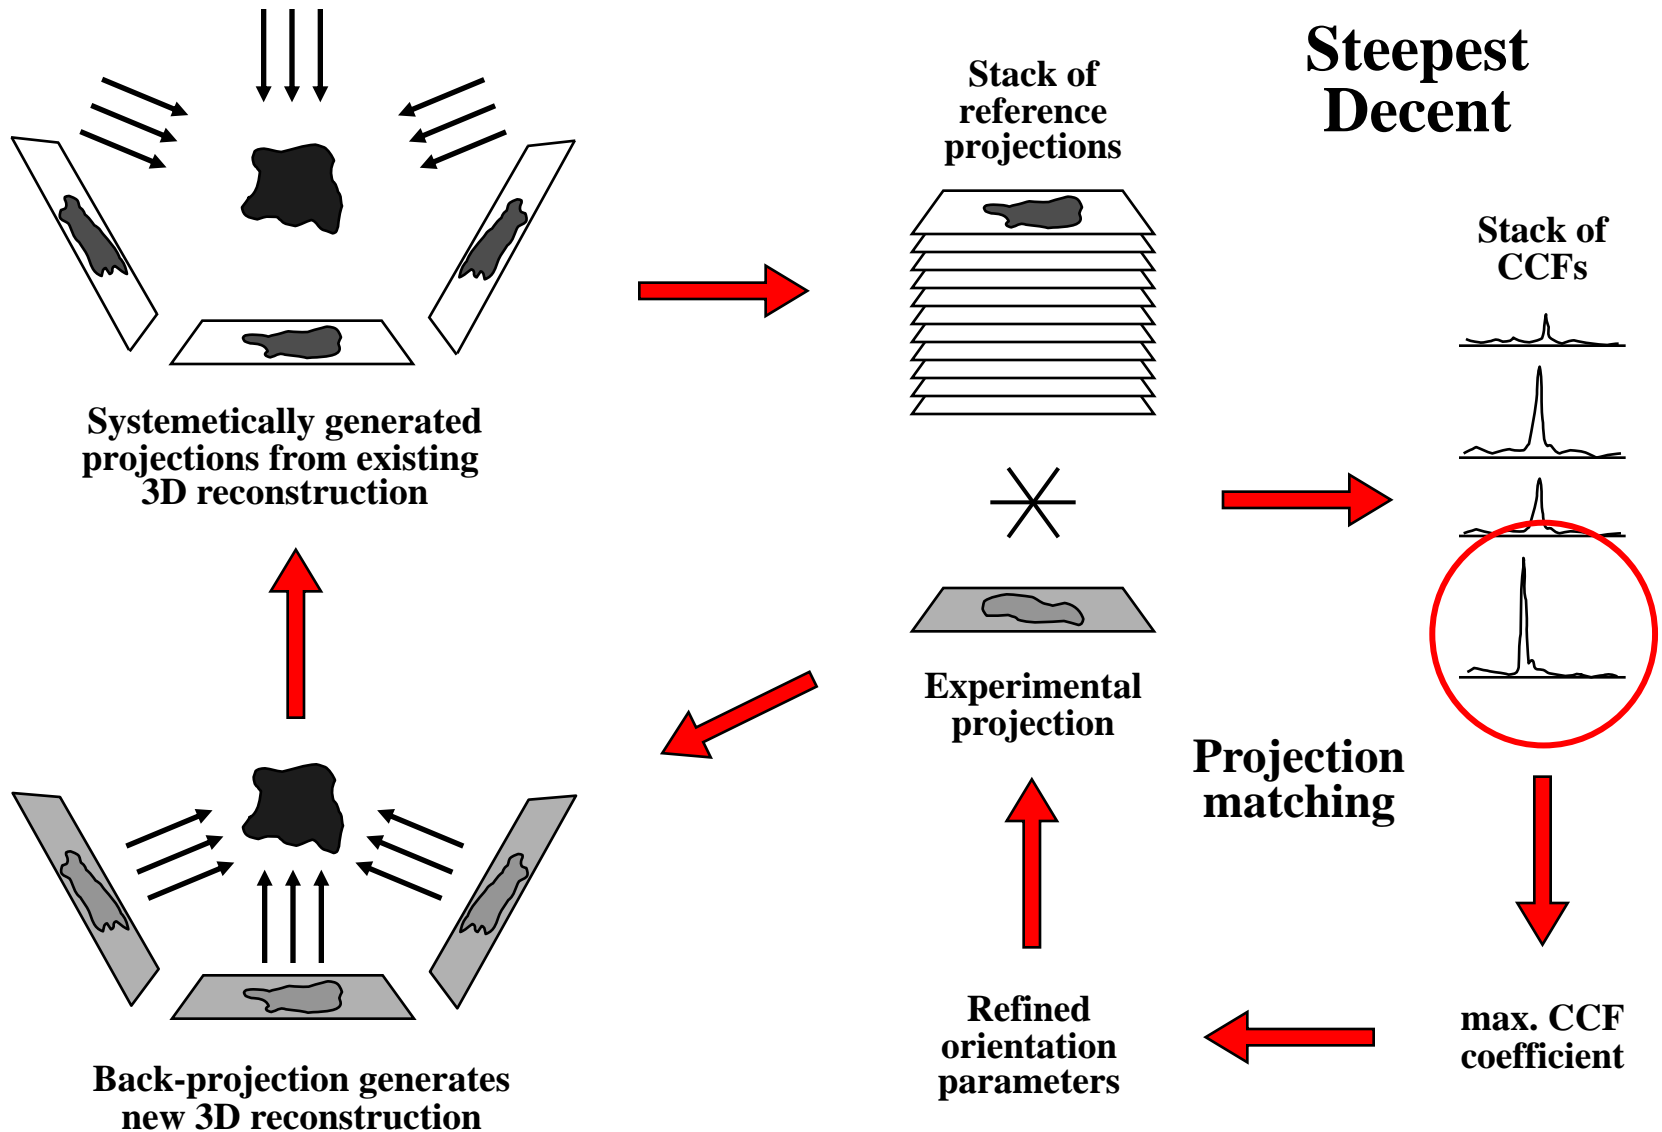 Steepest
Decent
Stack of
reference
projections
Stack of
CCFs
Systemetically generated
projections from existing
3D reconstruction
Experimental
projection
Projection
matching
Refined
orientation
parameters
max. CCF
coefficient
Back-projection generates
new 3D reconstruction